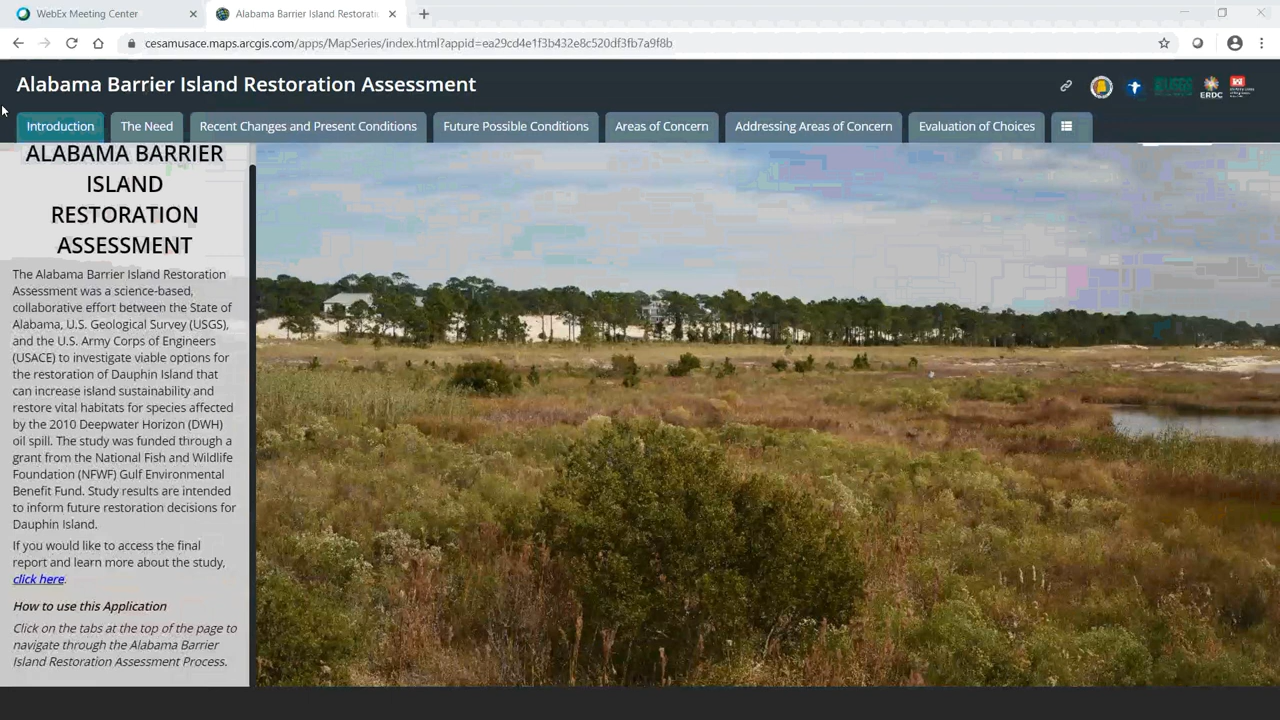 WebEx Meeting Center
Alabama Barrier Island Restorati
cesamusace.maps.arcgis.com/apps/MapSeries/index.html?appid=ea29cd4e1f3b432e8c520df3fb7a9f8b
Alabama Barrier Island Restoration Assessment
USGS
ERDC
Introduction
The Need
Recent Changes and Present Conditions
Future Possible Conditions
Areas of Concern
Addressing Areas of Concern
Evaluation of Choices
ALABAMA BARRIER
ISLAND
RESTORATION
ASSESSMENT
The Alabama Barrier Island Restoration
Assessment was a science-based,
collaborative effort between the State of
Alabama, U.S. Geological Survey (USGS),
and the U.S. Army Corps of Engineers
(USACE) to investigate viable options for
the restoration of Dauphin Island that
can increase island sustainability and
restore vital habitats for species affected
by the 2010 Deepwater Horizon (DWH)
oil spill. The study was funded through a
grant from the National Fish and Wildlife
Foundation (NFWF) Gulf Environmental
Benefit Fund. Study results are intended
to inform future restoration decisions for
Dauphin Island.
If you would like to access the final
report and learn more about the study,
click here.
How to use this Application
Click on the tabs at the top of the page to
navigate through the Alabama Barrier
Island Restoration Assessment Process.